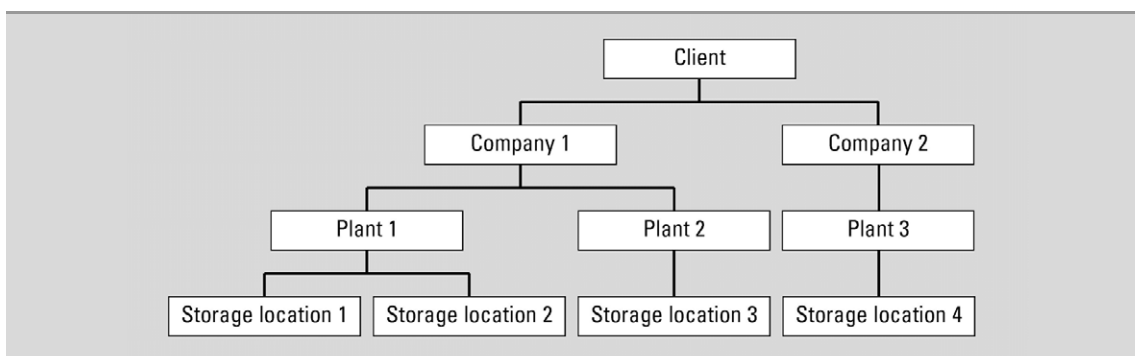 Client
Company 1
Company 2
Plant 1
Plant 2
Plant 3
Storage location 1
Storage location 2
Storage location 3
Storage location 4